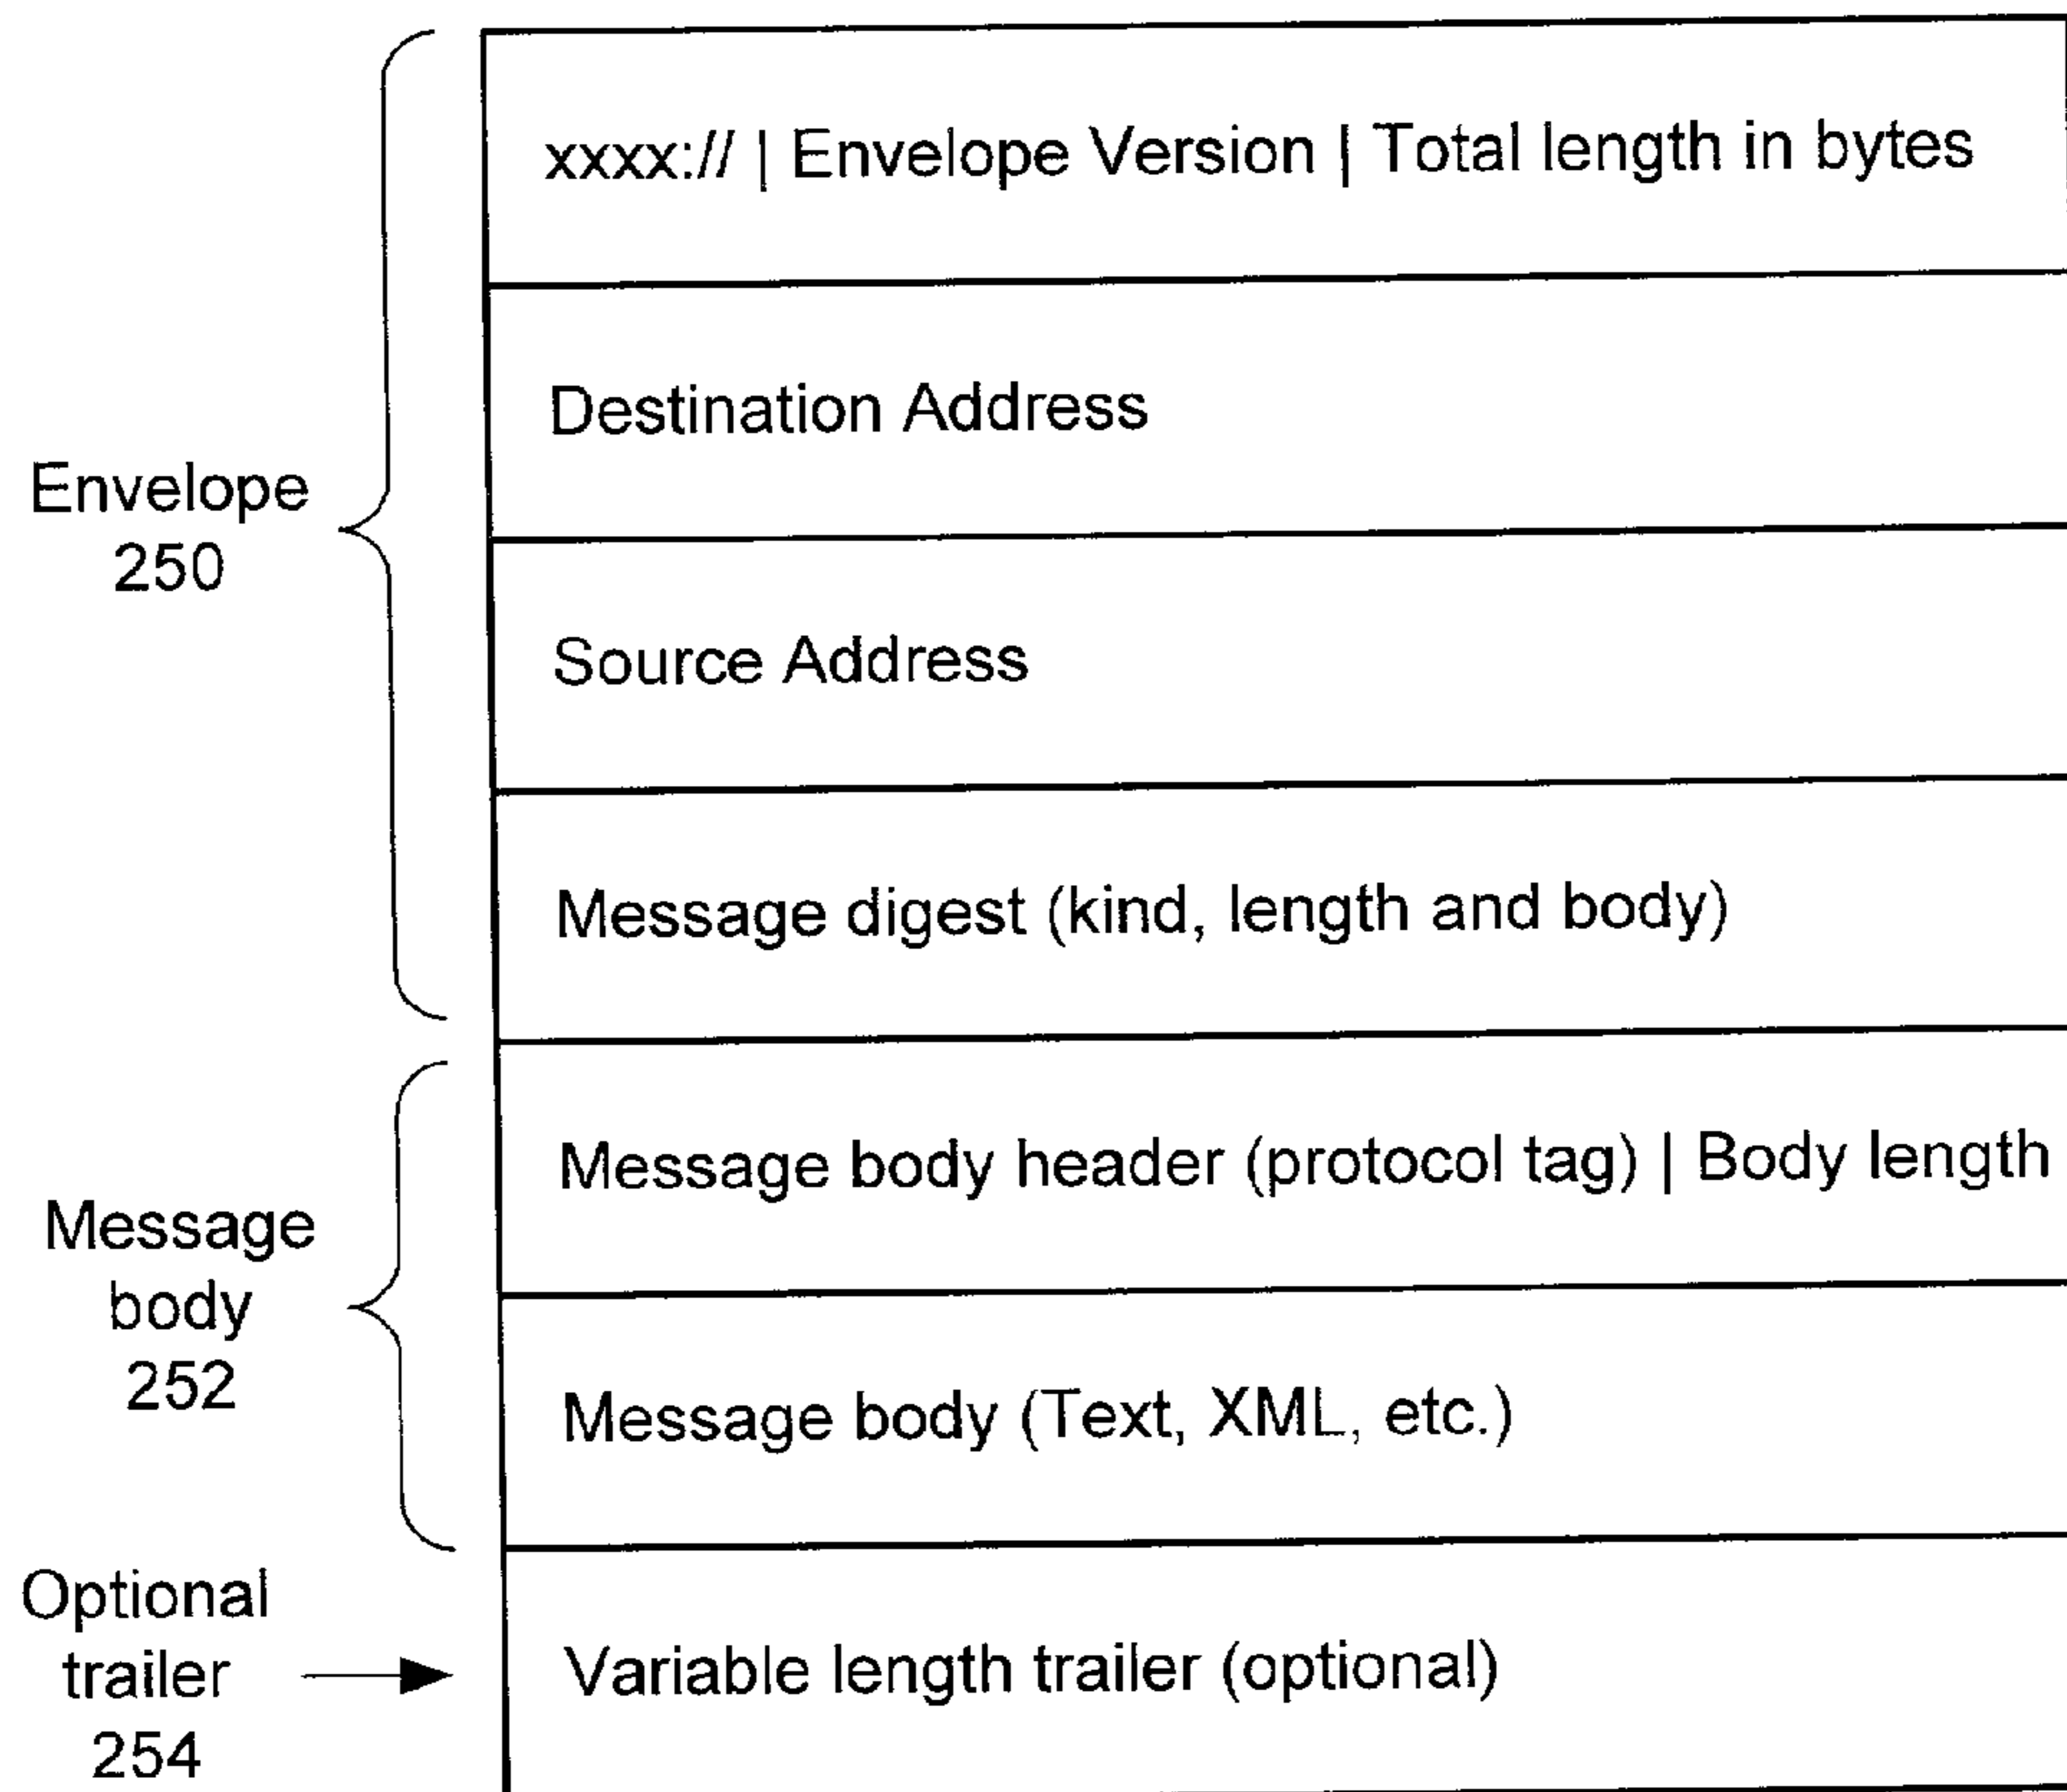 xxxx:// | Envelope Version | Total length in bytes
Destination Address
Envelope
250
Source Address
Message digest (kind, length and body)
Message body header (protocol tag) | Body length
Message
body
252
Message body (Text, XML, etc.)
Optional
trailer
254
Variable length trailer (optional)